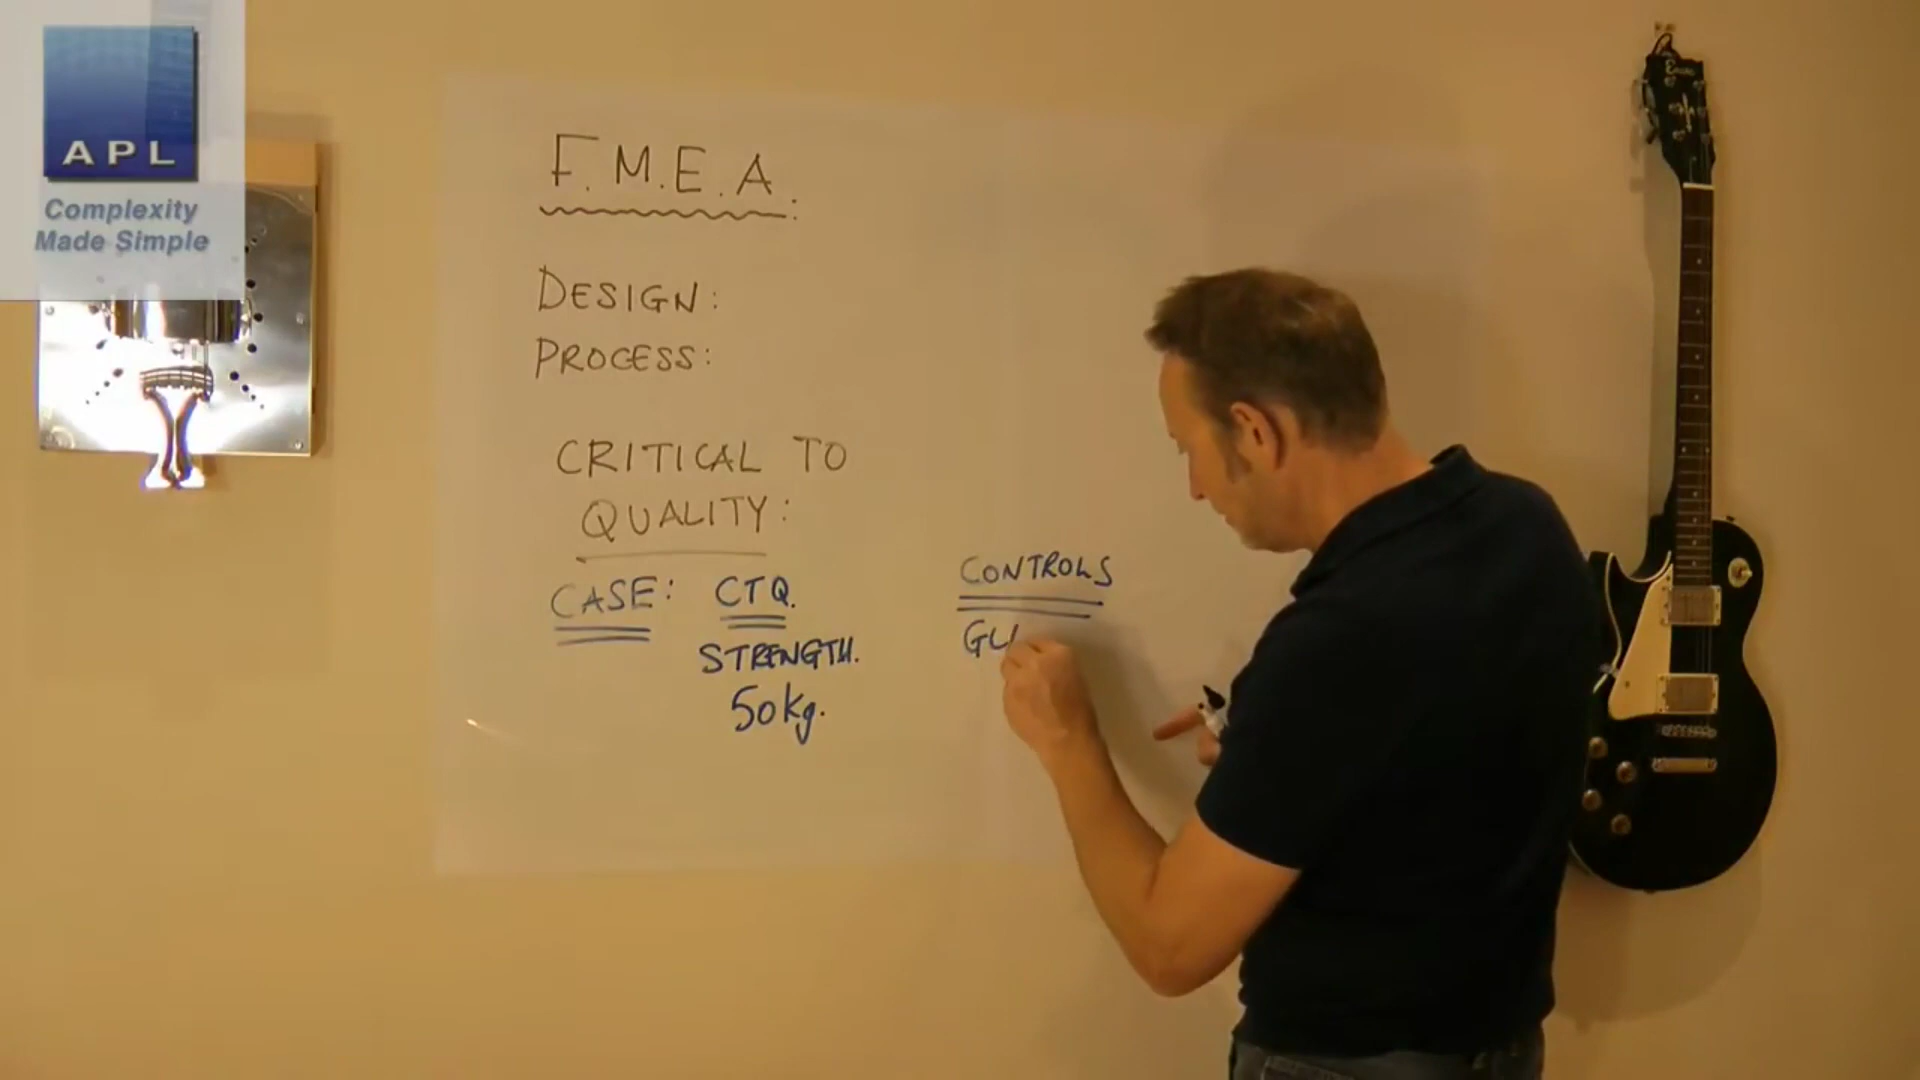 APL
Complexity
Made Simple
F.M.E.A.:
DESIGN:
PROCESS:
CRITICAL TO
QUALITY:
CASE: CTQ.
STRENGTH.
50kg.
CONTROLS